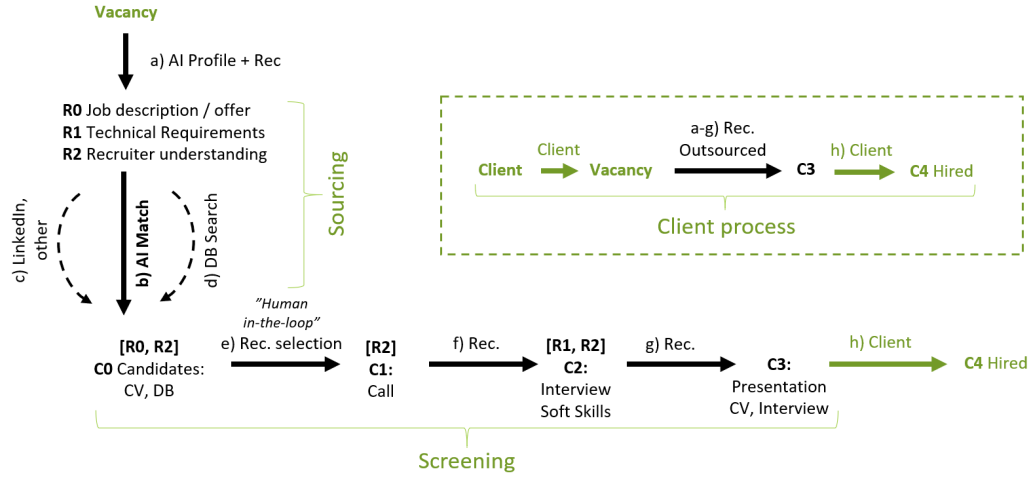 Vacancy
a) AI Profile + Rec
R0 Job description / offer
R1 Technical Requirements
R2 Recruiter understanding
Sourcing
c) LinkedIn,
other
b) AI Match
d) DB Search
Client
Client
Vacancy
a-g) Rec.
Outsourced
C3
h) Client
C4 Hired
Client process
"Human
in-the-loop"
[R0, R2]
C0 Candidates:
CV, DB
e) Rec. selection
[R2]
C1:
Call
f) Rec.
[R1, R2]
C2:
Interview
Soft Skills
g) Rec.
C3:
Presentation
CV, Interview
h) Client
C4 Hired
Screening